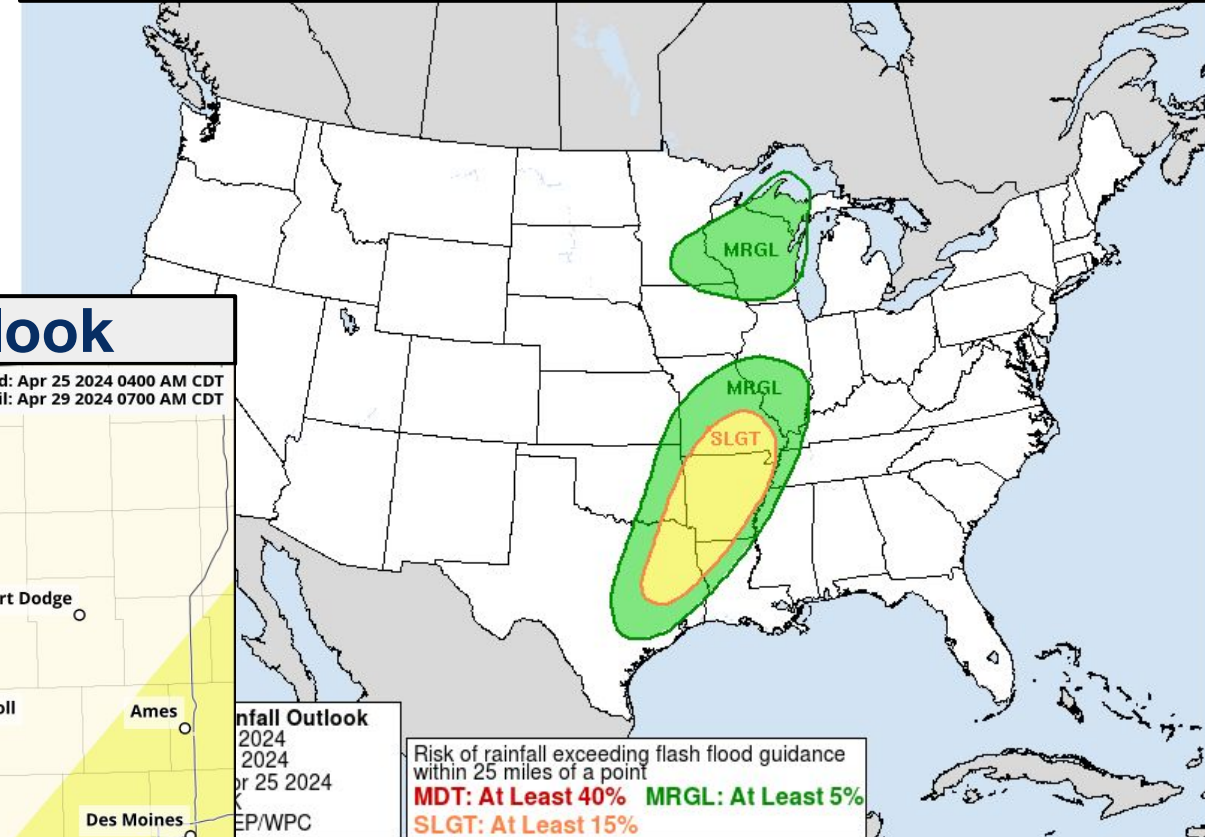 MRGL
MRGL
SLGT
look
d: Apr 25 2024 0400 AM CDT
il: Apr 29 2024 0700 AM CDT
rt Dodge
oll
Ames
Des Moines
nfall Outlook
2024
2024
pr 25 2024
EP/WPC
Risk of rainfall exceeding flash flood guidance
within 25 miles of a point
MDT: At Least 40% MRGL: At Least 5%
SLGT: At Least 15%